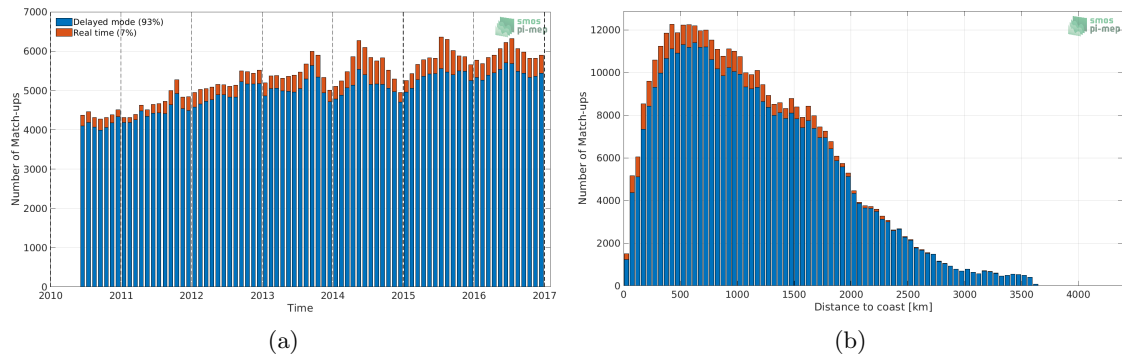 7000
6000
5000
4000
3000
2000
1000
0
Number of Match-ups
Delayed mode (93%)
Real time (7%)
smos
pi-mep
2010 2011 2012 2013 2014 2015 2016 2017
Time
(a)
12000
10000
8000
6000
4000
2000
0
Number of Match-ups
smos
pi-mep
0 500 1000 1500 2000 2500 3000 3500 4000
Distance to coast [km]
(b)